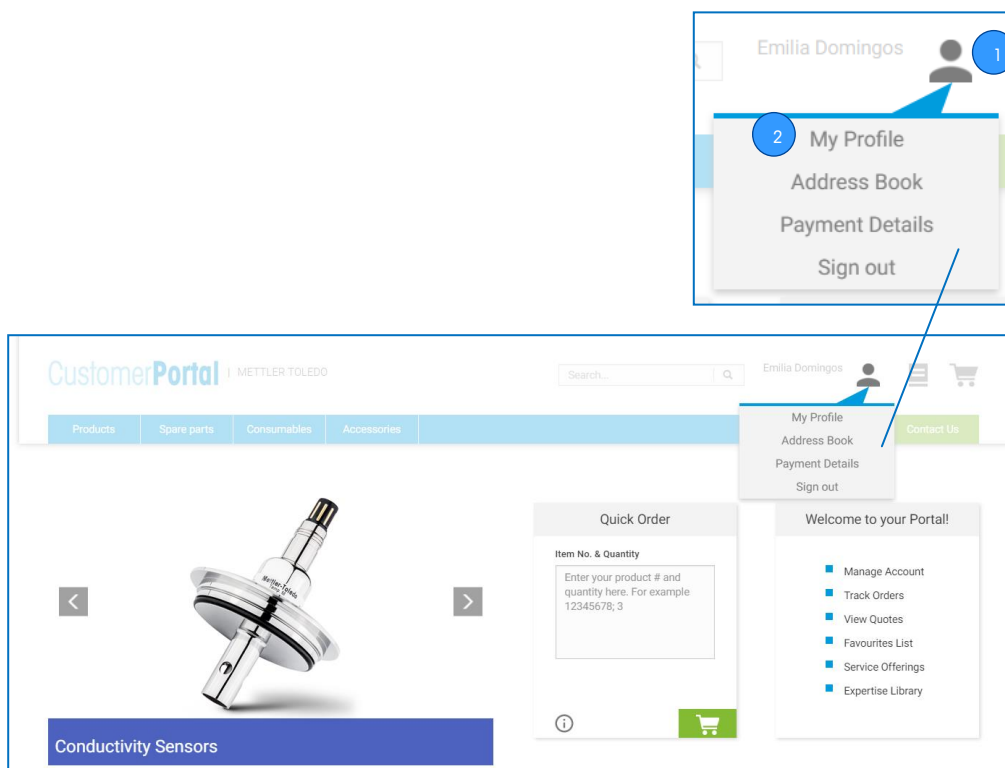 Emilia Domingos
1
2
My Profile
Address Book
Payment Details
Sign out
CustomerPortal | METTLER TOLEDO
Search...
Emilia Domingos
Products
Spare parts
Consumables
Accessories
Contact Us
My Profile
Address Book
Payment Details
Sign out
Mettler-Toledo
Conductivity Sensors
Quick Order
Item No. & Quantity
Enter your product # and
quantity here. For example
12345678; 3
Welcome to your Portal!
Manage Account
Track Orders
View Quotes
Favourites List
Service Offerings
Expertise Library